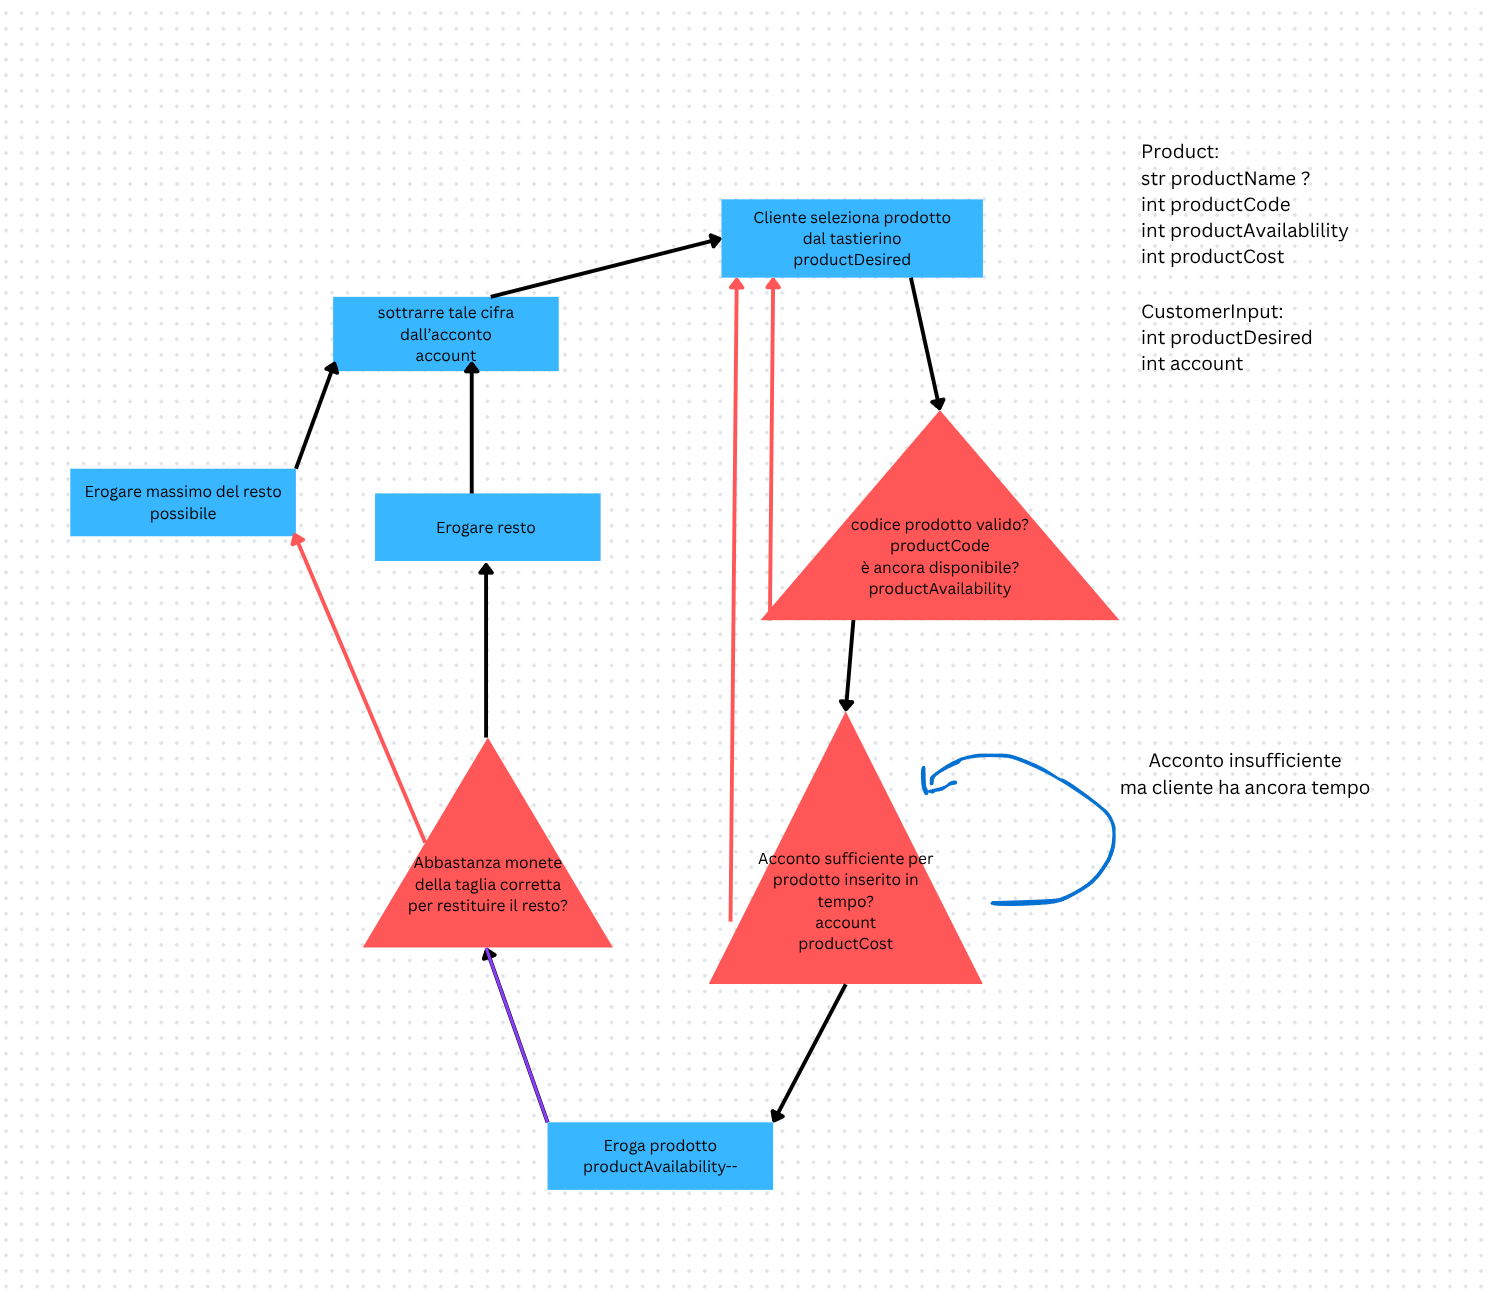 Product:
str productName ?
int productCode
int productAvailablility
int productCost
CustomerInput:
int productDesired
int account
Cliente seleziona prodotto
dal tastierino
productDesired
sottrarre tale cifra
dall’acconto
account
Erogare massimo del resto
possibile
Erogare resto
codice prodotto valido?
productCode
è ancora disponibile?
productAvailability
Acconto insufficiente
ma cliente ha ancora tempo
Acconto sufficiente per
prodotto inserito in
tempo?
account
productCost
Abbastanza monete
della taglia corretta
per restituire il resto?
Eroga prodotto
productAvailability--